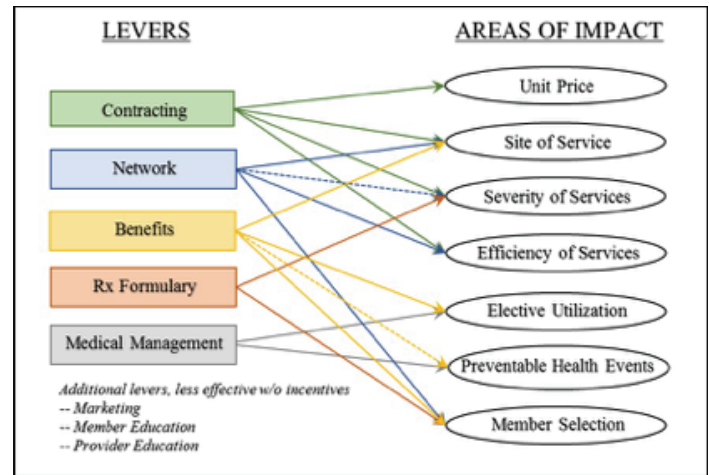 LEVERS
AREAS OF IMPACT
Contracting
Network
Benefits
Rx Formulary
Medical Management
Additional levers, less effective w/o incentives
-- Marketing
-- Member Education
-- Provider Education
Unit Price
Site of Service
Severity of Services
Efficiency of Services
Elective Utilization
Preventable Health Events
Member Selection